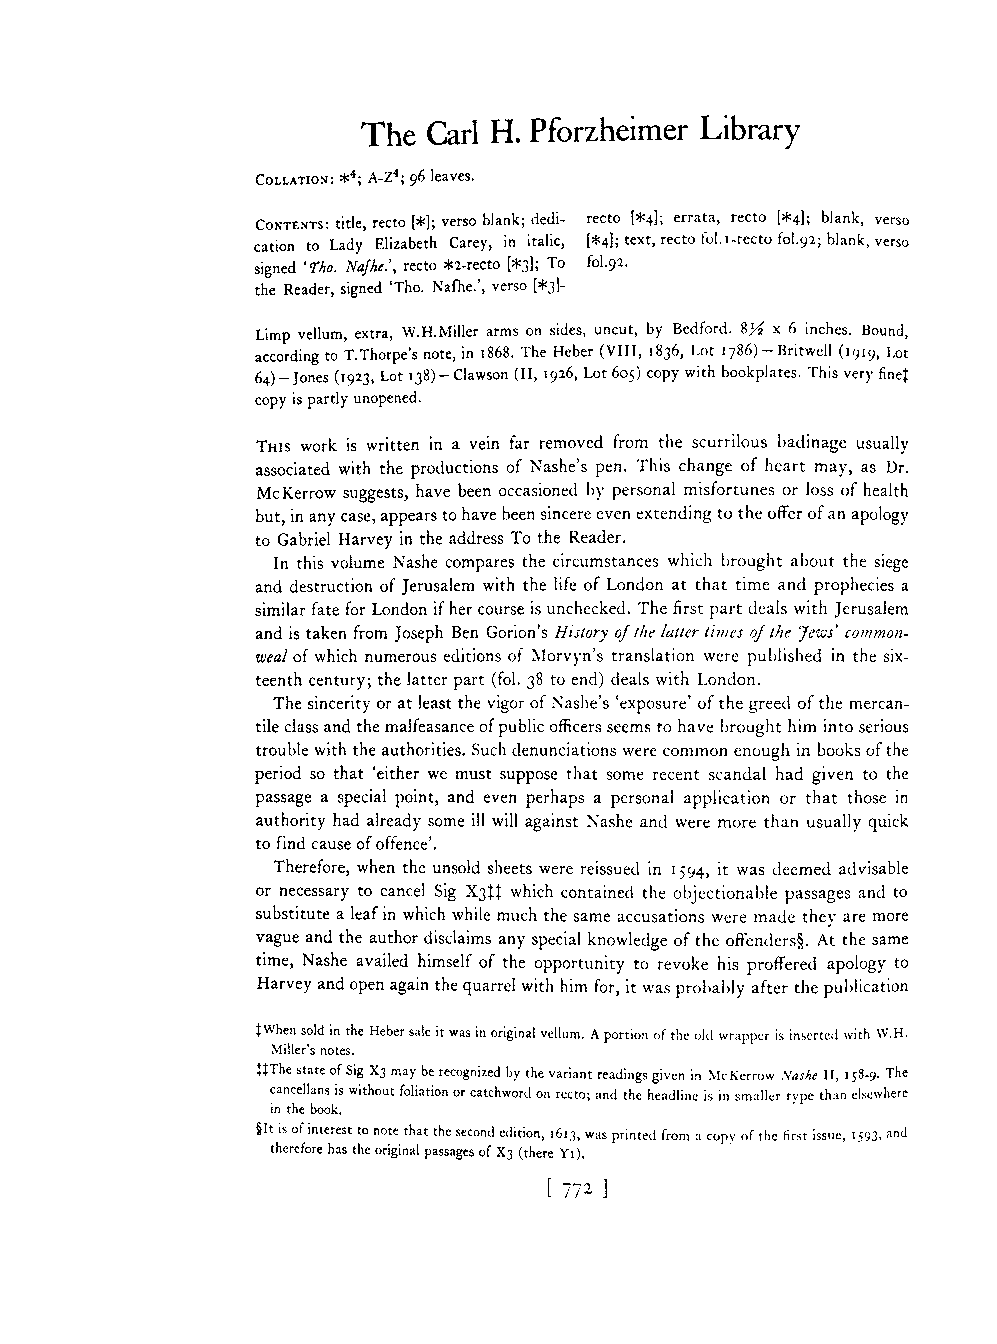 The Carl H. Pforzheimer Library
COLLATION: *⁴; A-Z⁴; 96 leaves.
CONTENTS: title, recto [*]; verso blank; dedi-
cation to Lady Elizabeth Carey, in italic,
signed 'Tho. Naſhe.', recto *2-recto [*3]; To
the Reader, signed 'Tho. Naſhe.', verso [*3]-
recto [*4]; errata, recto [*4]; blank, verso
[*4]; text, recto fol.1-recto fol.92; blank, verso
fol.92.
Limp vellum, extra, W.H.Miller arms on sides, uncut, by Bedford. 8½ x 6 inches. Bound,
according to T.Thorpe's note, in 1868. The Heber (VIII, 1836, Lot 1786)—Britwell (1919, Lot
64)—Jones (1923, Lot 138)—Clawson (II, 1926, Lot 605) copy with bookplates. This very fine‡
copy is partly unopened.
THIS work is written in a vein far removed from the scurrilous badinage usually
associated with the productions of Nashe's pen. This change of heart may, as Dr.
McKerrow suggests, have been occasioned by personal misfortunes or loss of health
but, in any case, appears to have been sincere even extending to the offer of an apology
to Gabriel Harvey in the address To the Reader.
In this volume Nashe compares the circumstances which brought about the siege
and destruction of Jerusalem with the life of London at that time and prophecies a
similar fate for London if her course is unchecked. The first part deals with Jerusalem
and is taken from Joseph Ben Gorion's History of the latter times of the Jews' common-
weal of which numerous editions of Morvyn's translation were published in the six-
teenth century; the latter part (fol. 38 to end) deals with London.
The sincerity or at least the vigor of Nashe's 'exposure' of the greed of the mercan-
tile class and the malfeasance of public officers seems to have brought him into serious
trouble with the authorities. Such denunciations were common enough in books of the
period so that 'either we must suppose that some recent scandal had given to the
passage a special point, and even perhaps a personal application or that those in
authority had already some ill will against Nashe and were more than usually quick
to find cause of offence'.
Therefore, when the unsold sheets were reissued in 1594, it was deemed advisable
or necessary to cancel Sig X3‡‡ which contained the objectionable passages and to
substitute a leaf in which while much the same accusations were made they are more
vague and the author disclaims any special knowledge of the offenders§. At the same
time, Nashe availed himself of the opportunity to revoke his proffered apology to
Harvey and open again the quarrel with him for, it was probably after the publication
‡When sold in the Heber sale it was in original vellum. A portion of the old wrapper is inserted with W.H.
Miller's notes.
‡‡The state of Sig X3 may be recognized by the variant readings given in McKerrow Nashe II, 158-9. The
cancellans is without foliation or catchword on recto; and the headline is in smaller type than elsewhere
in the book.
§It is of interest to note that the second edition, 1613, was printed from a copy of the first issue, 1593, and
therefore has the original passages of X3 (there Y1).
[ 772 ]